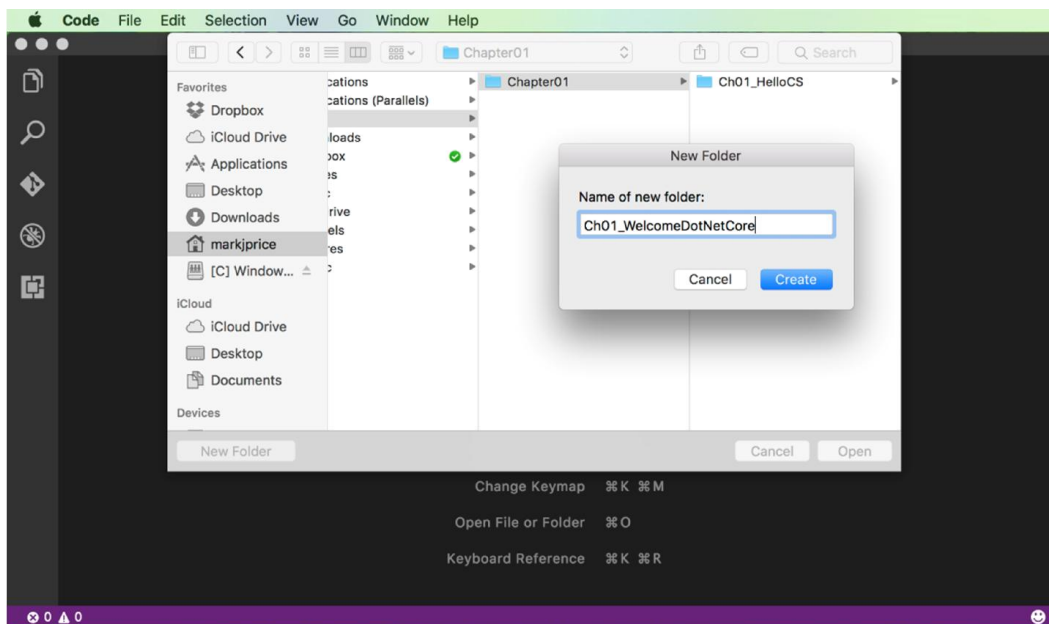 Code File Edit Selection View Go Window Help
Chapter01
Search
Favorites
Dropbox
iCloud Drive
Applications
Desktop
Downloads
markjprice
[C] Window...
iCloud
iCloud Drive
Desktop
Documents
Devices
cations
cations (Parallels)
loads
box
es
rive
els
res
Chapter01
Ch01_HelloCS
New Folder
Name of new folder:
Ch01_WelcomeDotNetCore
Cancel Create
New Folder Cancel Open
Change Keymap ⌘K ⌘M
Open File or Folder ⌘O
Keyboard Reference ⌘K ⌘R
0 0